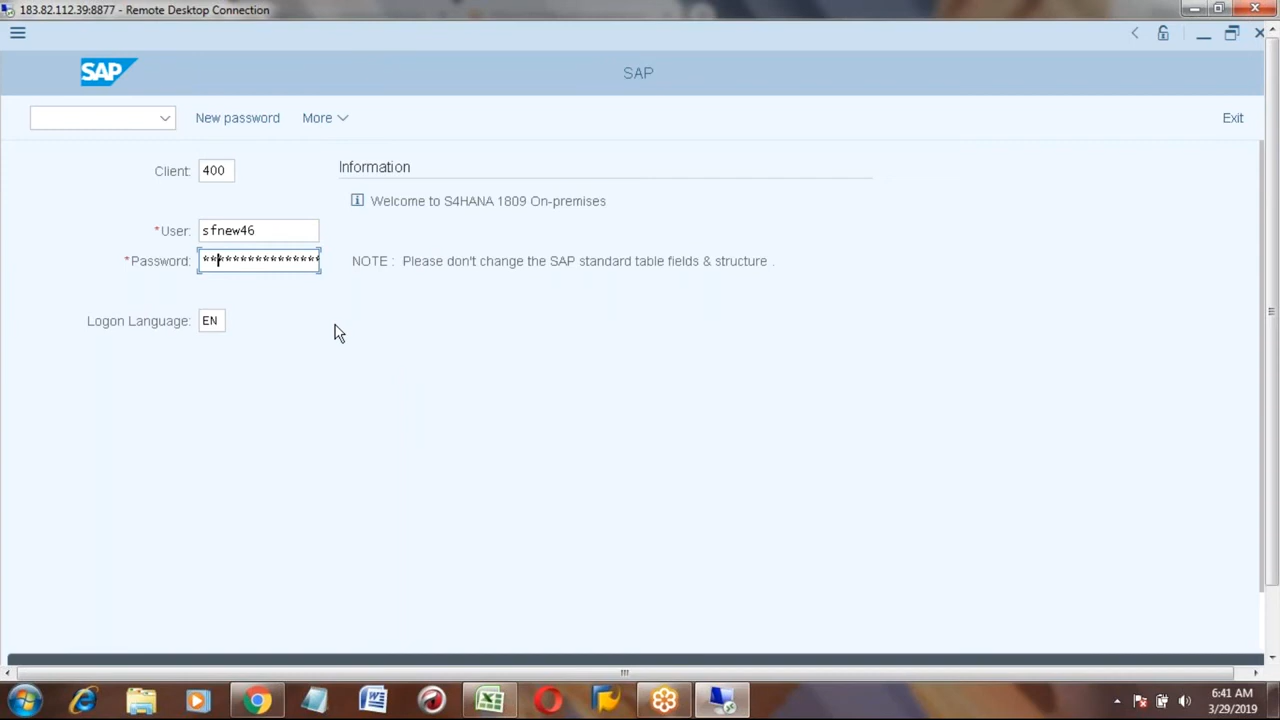 183.82.112.39:8877 - Remote Desktop Connection
SAP
SAP
New password
More
Exit
Client: 400
Information
Welcome to S4HANA 1809 On-premises
*User: sfnew46
*Password: ****************
NOTE : Please don't change the SAP standard table fields & structure .
Logon Language: EN
6:41 AM
3/29/2019